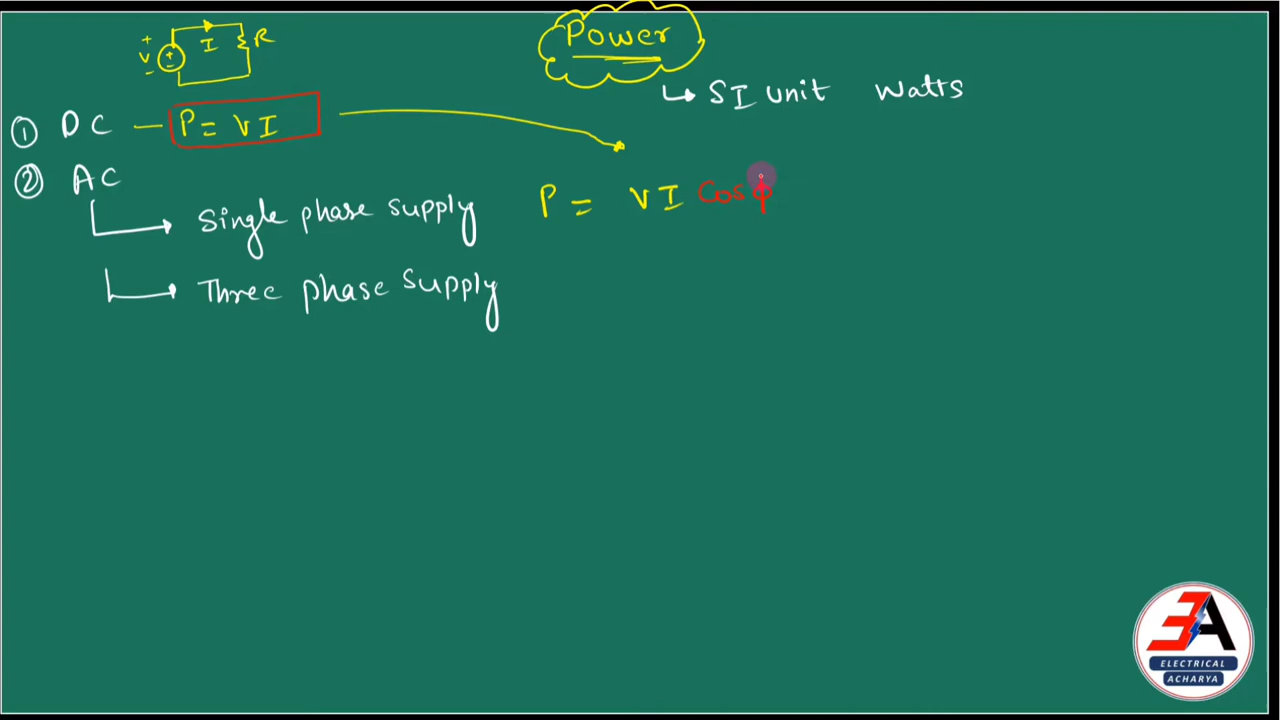 Power
+
V I R
-
SI unit watts
① DC — P = VI
② AC
Single phase supply P = VI cosϕ
Three phase supply
3A
ELECTRICAL
ACHARYA